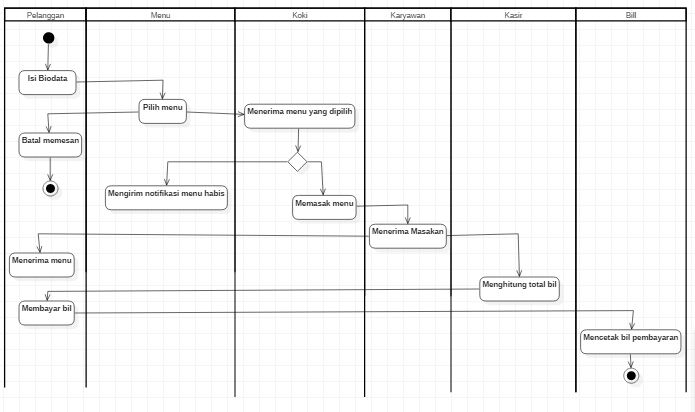 Pelanggan
Menu
Koki
Karyawan
Kasir
Bill
Isi Biodata
Pilih menu
Menerima menu yang dipilih
Batal memesan
Mengirim notifikasi menu habis
Memasak menu
Menerima Masakan
Menerima menu
Menghitung total bil
Membayar bil
Mencetak bil pembayaran